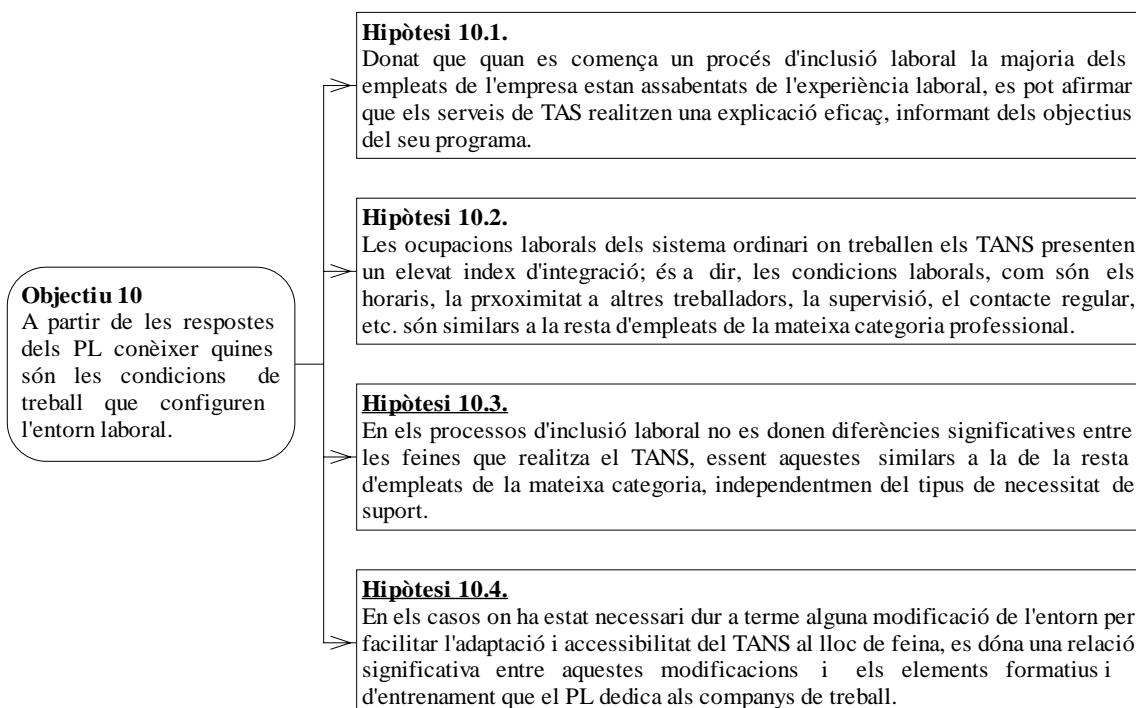 Hipòtesi 10.1.
Donat que quan es comença un procés d'inclusió laboral la majoria dels
empleats de l'empresa estan assabentats de l'experiència laboral, es pot afirmar
que els serveis de TAS realitzen una explicació eficaç, informant dels objectius
del seu programa.
Hipòtesi 10.2.
Les ocupacions laborals dels sistema ordinari on treballen els TANS presenten
un elevat index d'integració; és a dir, les condicions laborals, com són els
horaris, la prxoximitat a altres treballadors, la supervisió, el contacte regular,
etc. són similars a la resta d'empleats de la mateixa categoria professional.
Objectiu 10
A partir de les respostes
dels PL conèixer quines
són les condicions de
treball que configuren
l'entorn laboral.
Hipòtesi 10.3.
En els processos d'inclusió laboral no es donen diferències significatives entre
les feines que realitza el TANS, essent aquestes similars a la de la resta
d'empleats de la mateixa categoria, independentmen del tipus de necessitat de
suport.
Hipòtesi 10.4.
En els casos on ha estat necessari dur a terme alguna modificació de l'entorn per
facilitar l'adaptació i accessibilitat del TANS al lloc de feina, es dóna una relació
significativa entre aquestes modificacions i els elements formatius i
d'entrenament que el PL dedica als companys de treball.